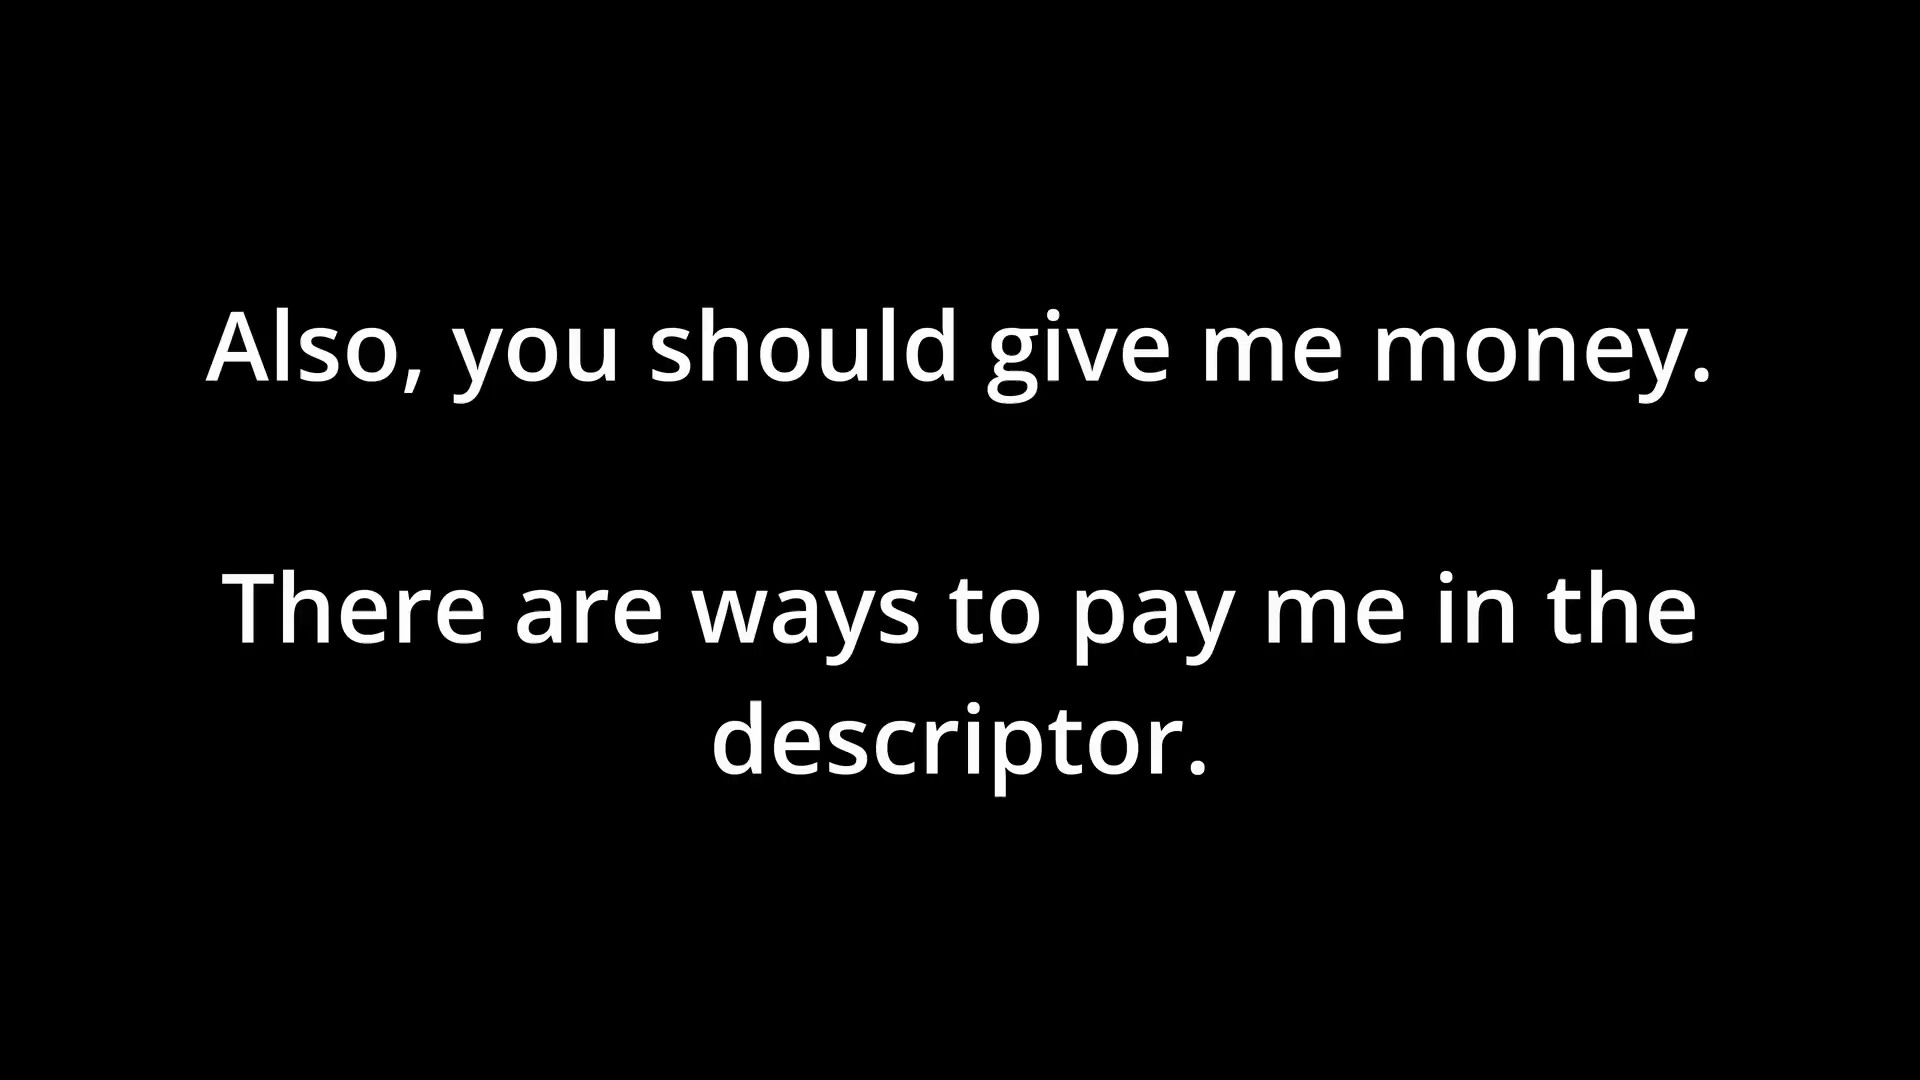 Also, you should give me money.
There are ways to pay me in the
descriptor.